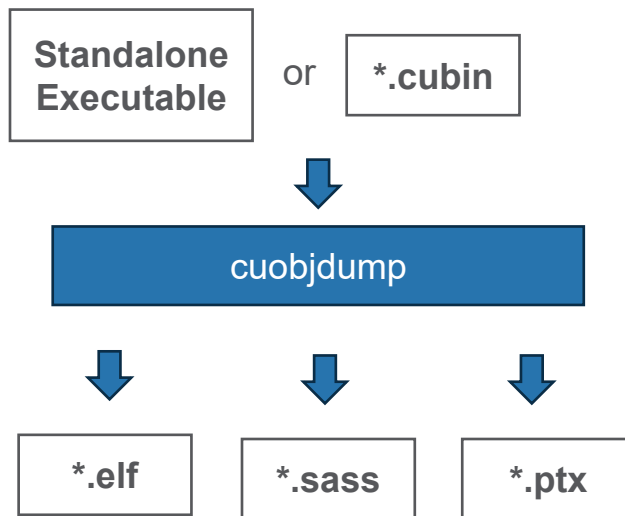 Standalone
Executable
or
*.cubin
cuobjdump
*.elf
*.sass
*.ptx